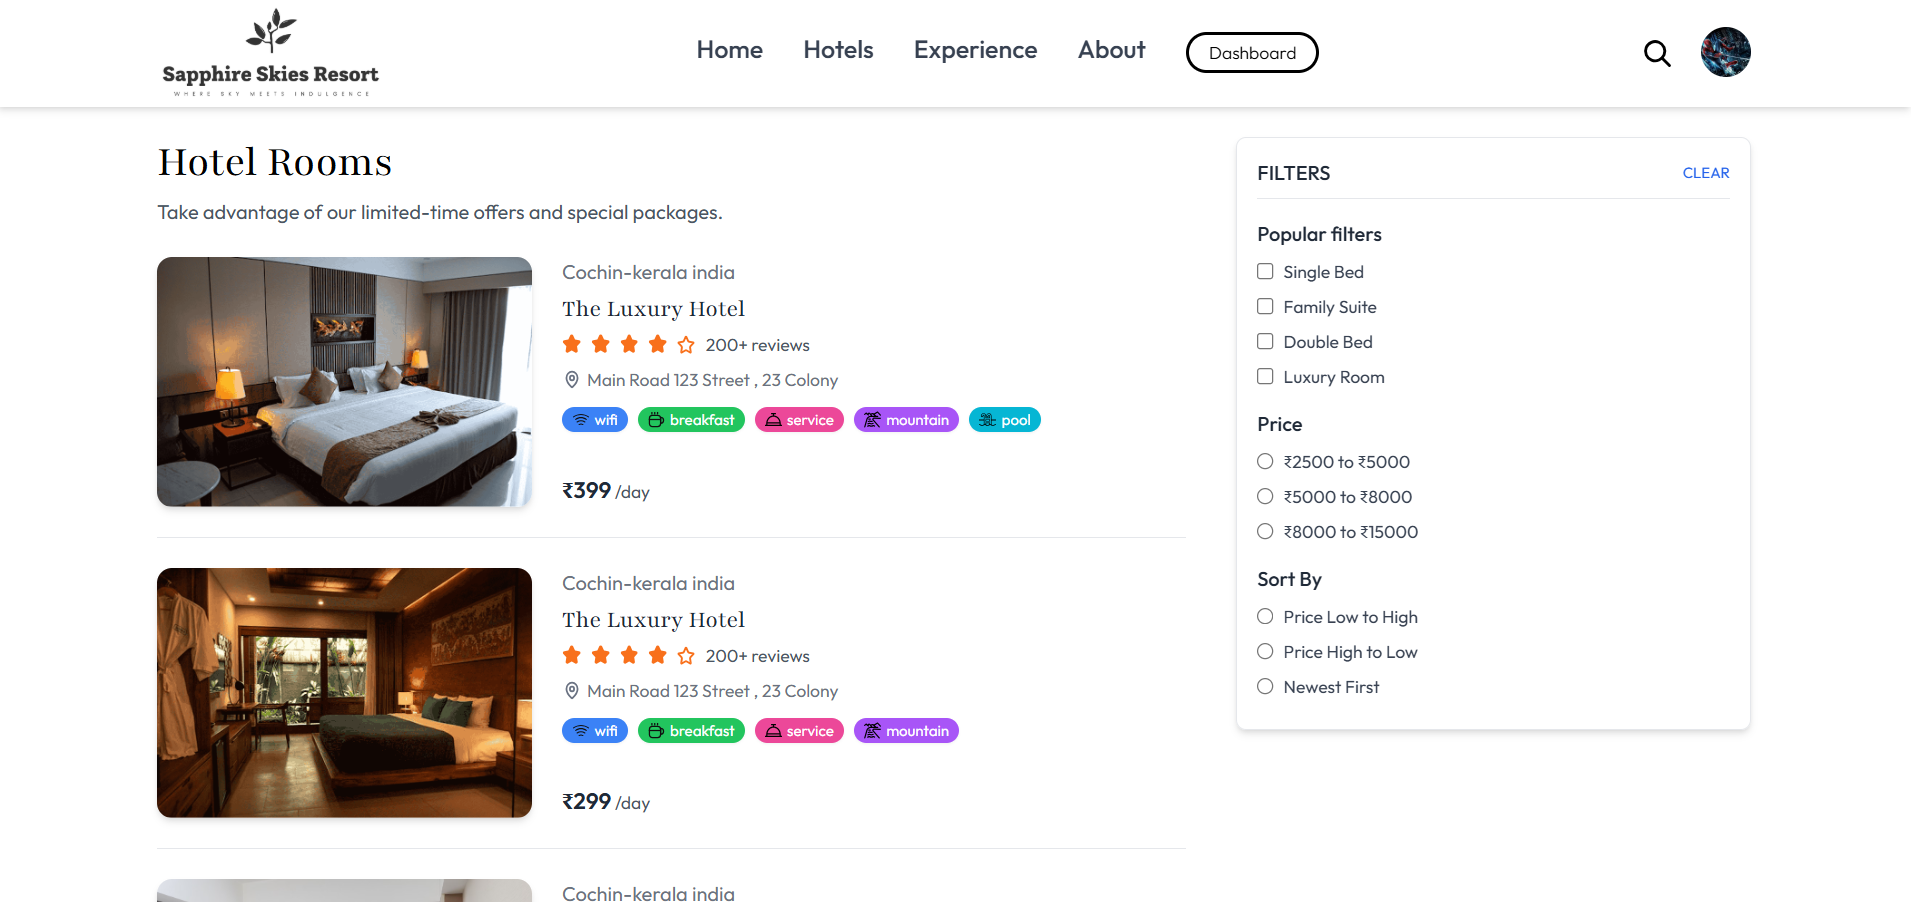 Sapphire Skies Resort
WHERE SKY MEETS INDULGENCE
Home
Hotels
Experience
About
Dashboard
Hotel Rooms
Take advantage of our limited-time offers and special packages.
Cochin-kerala india
The Luxury Hotel
200+ reviews
Main Road 123 Street , 23 Colony
wifi
breakfast
service
mountain
pool
₹399 /day
Cochin-kerala india
The Luxury Hotel
200+ reviews
Main Road 123 Street , 23 Colony
wifi
breakfast
service
mountain
₹299 /day
Cochin-kerala india
FILTERS
CLEAR
Popular filters
Single Bed
Family Suite
Double Bed
Luxury Room
Price
₹2500 to ₹5000
₹5000 to ₹8000
₹8000 to ₹15000
Sort By
Price Low to High
Price High to Low
Newest First